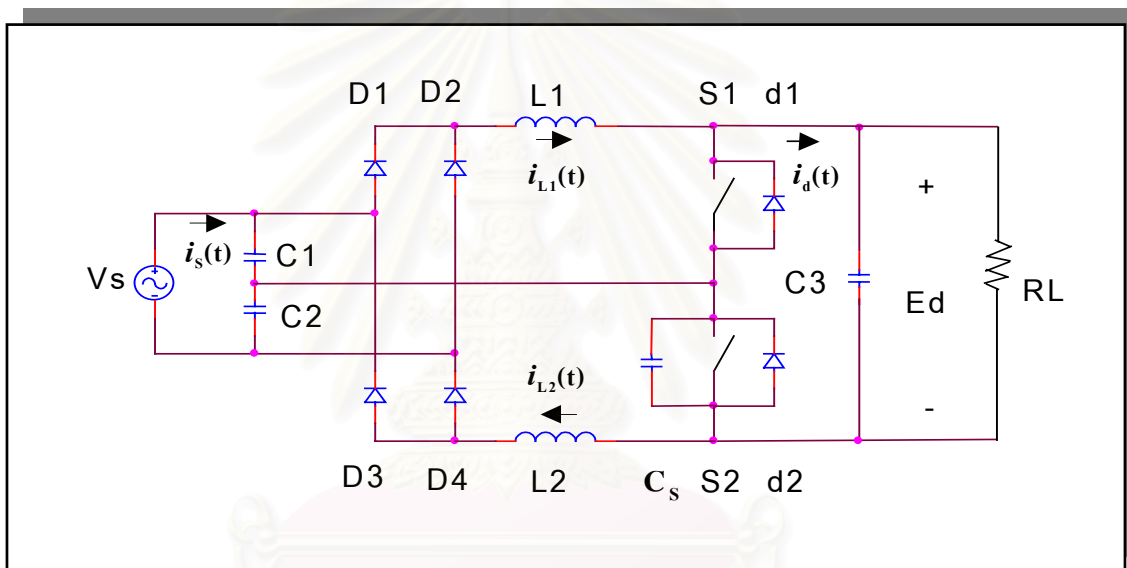 D1 D2 L1 S1 d1
i_L1(t) i_d(t)
+
i_s(t) C1
Vs + - C2 C3 Ed RL
i_L2(t)
-
D3 D4 L2 C_S S2 d2